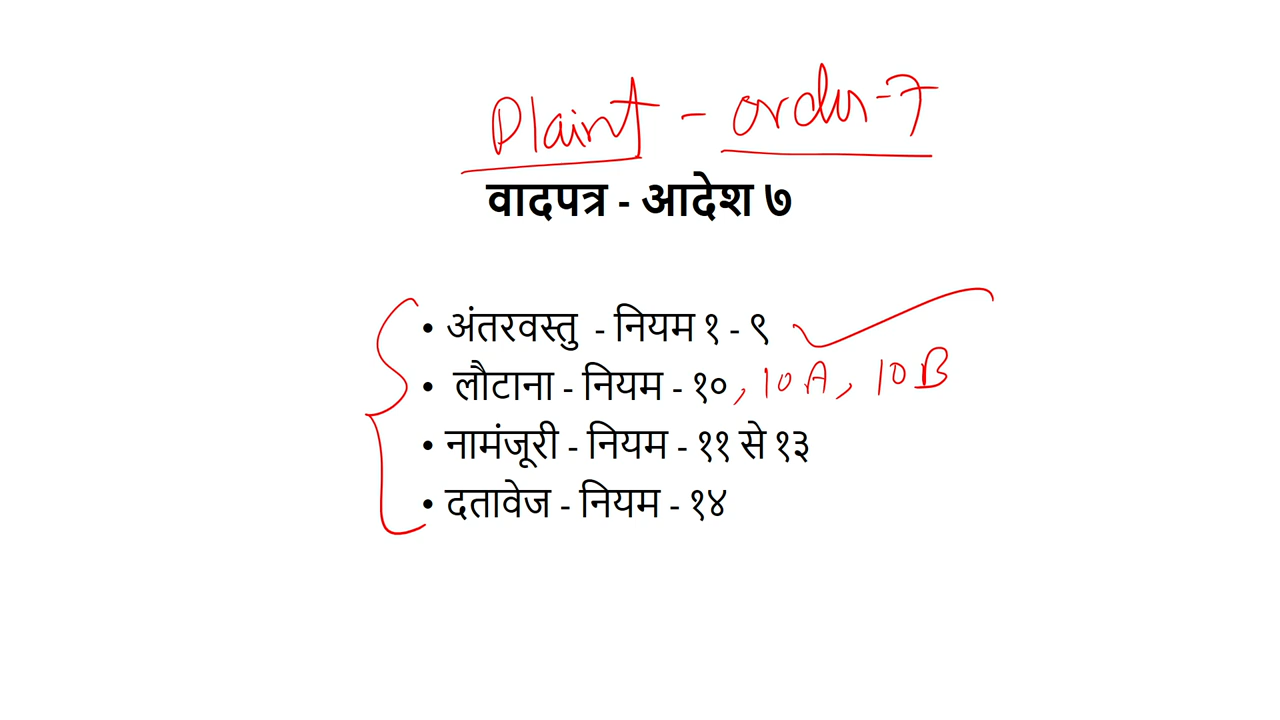 Plaint - order-7
वादपत्र - आदेश ७
• अंतरवस्तु - नियम १ - ९
• लौटाना - नियम - १० , 10A, 10B
• नामंजूरी - नियम - ११ से १३
• दतावेज - नियम - १४